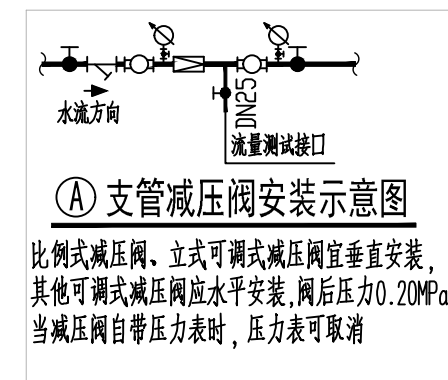 水流方向
DN25
流量测试接口
A 支管减压阀安装示意图
比例式减压阀、立式可调式减压阀宜垂直安装,
其他可调式减压阀应水平安装,阀后压力0.20MPa
当减压阀自带压力表时,压力表可取消